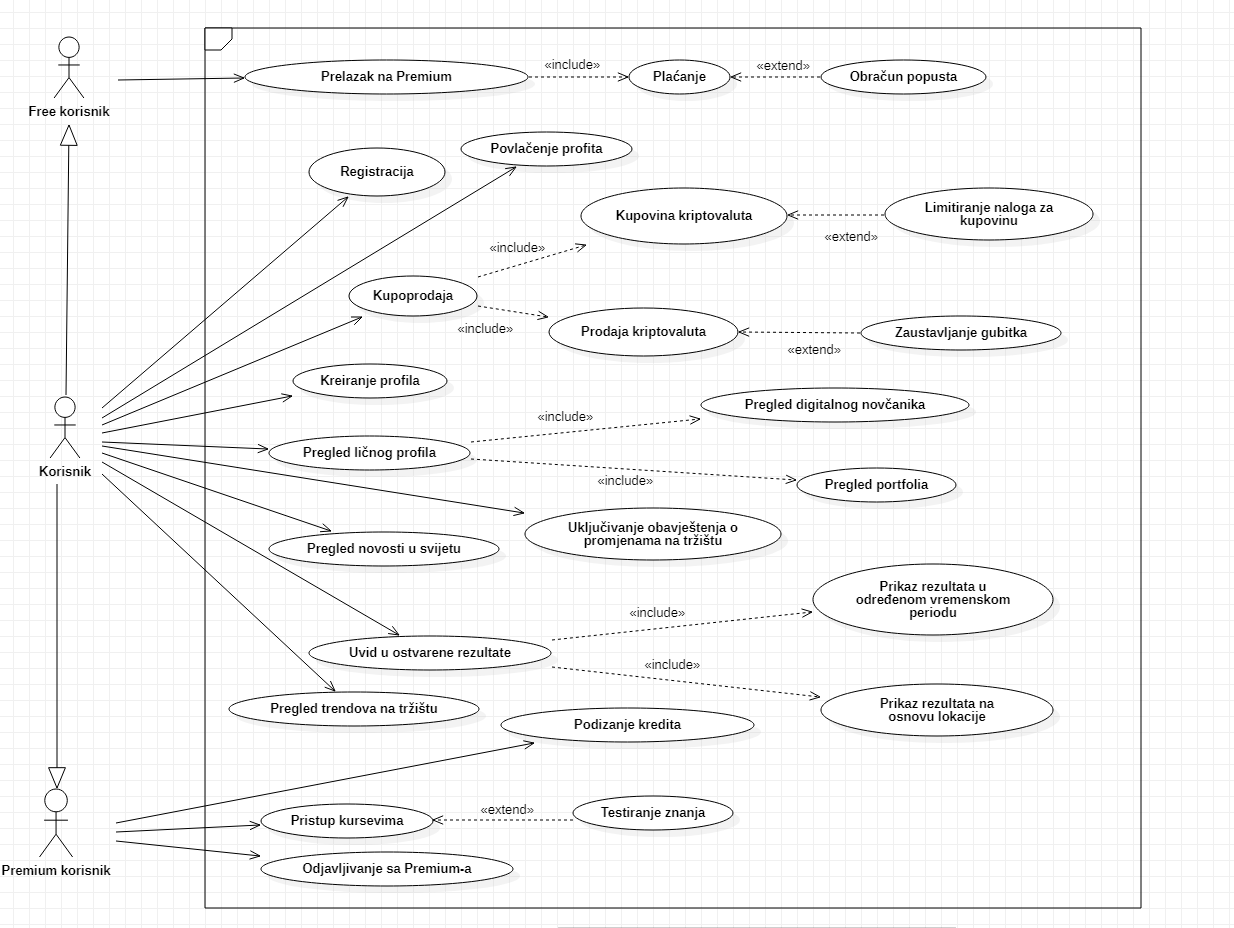 Free korisnik
Prelazak na Premium
«include»
Plaćanje
«extend»
Obračun popusta
Povlačenje profita
Registracija
Kupovina kriptovaluta
Limitiranje naloga za
kupovinu
«extend»
«include»
Kupoprodaja
«include»
Prodaja kriptovaluta
Zaustavljanje gubitka
«extend»
Kreiranje profila
Korisnik
Pregled ličnog profila
«include»
Pregled digitalnog novčanika
«include»
Pregled portfolia
Uključivanje obavještenja o
promjenama na tržištu
Pregled novosti u svijetu
Prikaz rezultata u
određenom vremenskom
periodu
«include»
Uvid u ostvarene rezultate
«include»
Prikaz rezultata na
osnovu lokacije
Pregled trendova na tržištu
Podizanje kredita
Premium korisnik
Pristup kursevima
«extend»
Testiranje znanja
Odjavljivanje sa Premium-a